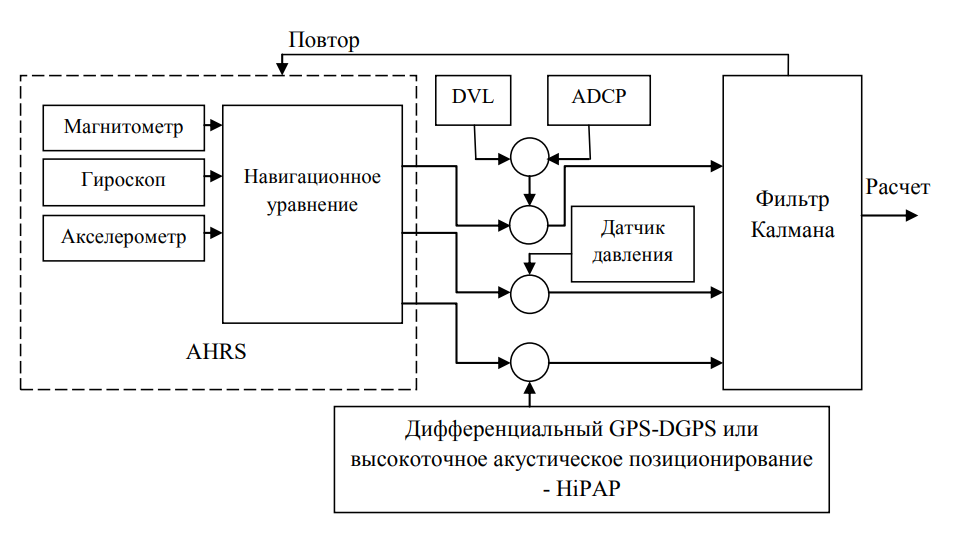 Повтор
DVL
ADCP
Магнитометр
Гироскоп
Акселерометр
Навигационное
уравнение
AHRS
Датчик
давления
Фильтр
Калмана
Расчет
Дифференциальный GPS-DGPS или
высокоточное акустическое позиционирование
- HiPAP